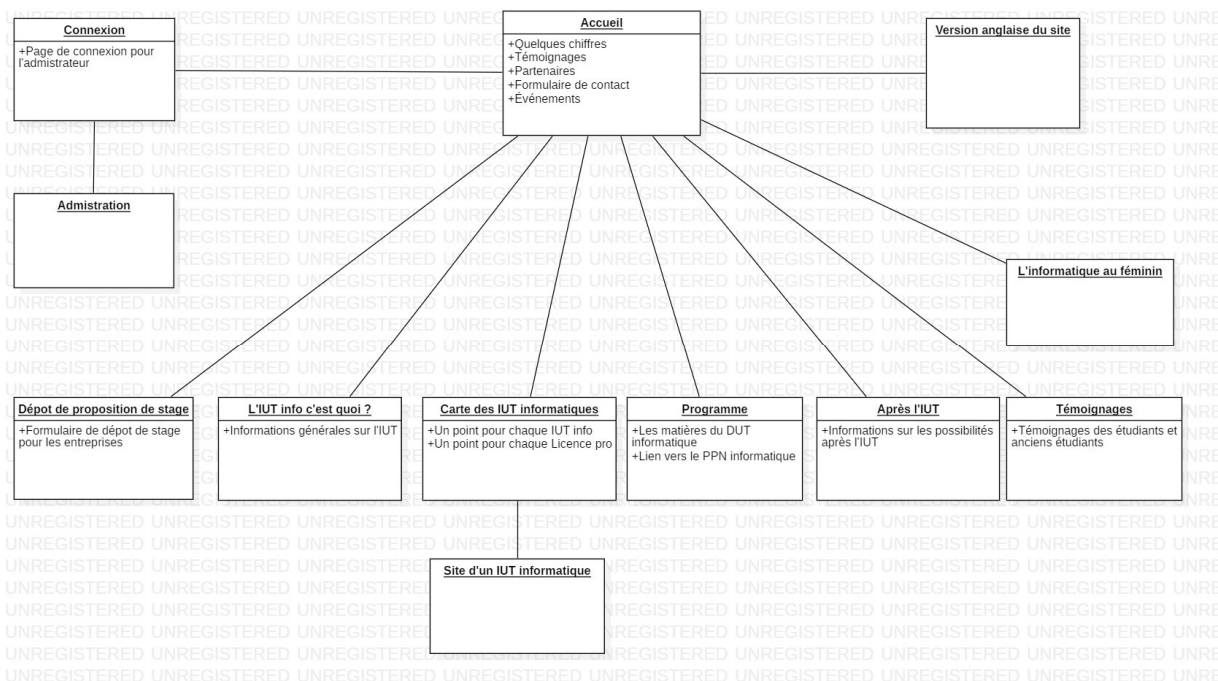 Connexion
+Page de connexion pour
l'admistrateur
Accueil
+Quelques chiffres
+Témoignages
+Partenaires
+Formulaire de contact
+Événements
Version anglaise du site
Admistration
L'informatique au féminin
Dépot de proposition de stage
+Formulaire de dépot de stage
pour les entreprises
L'IUT info c'est quoi ?
+Informations générales sur l'IUT
Carte des IUT informatiques
+Un point pour chaque IUT info
+Un point pour chaque Licence pro
Programme
+Les matières du DUT
informatique
+Lien vers le PPN informatique
Après l'IUT
+Informations sur les possibilités
après l'IUT
Témoignages
+Témoignages des étudiants et
anciens étudiants
Site d'un IUT informatique
UNREGISTERED